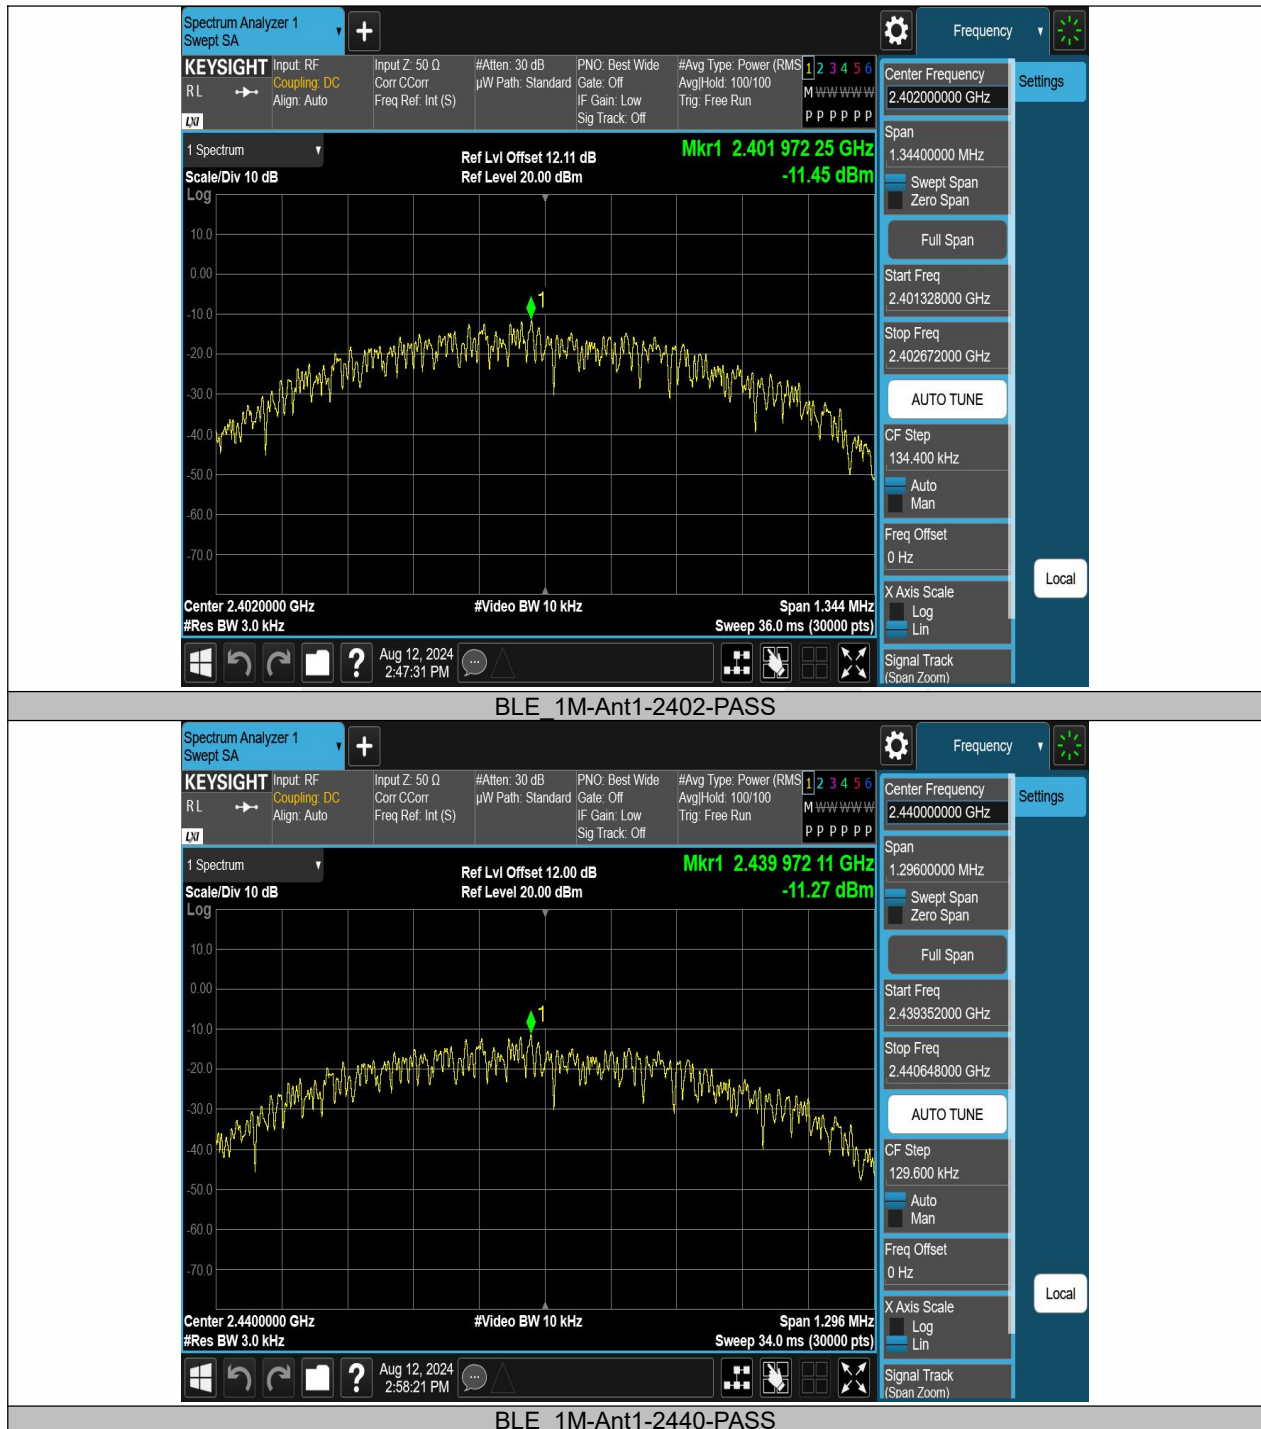 Spectrum Analyzer 1
Swept SA
+
Frequency
KEYSIGHT
R L
LXI
Input: RF
Coupling: DC
Align: Auto
Input Z: 50 Ω
Corr CCorr
Freq Ref: Int (S)
#Atten: 30 dB
µW Path: Standard
PNO: Best Wide
Gate: Off
IF Gain: Low
Sig Track: Off
#Avg Type: Power (RMS
Avg|Hold: 100/100
Trig: Free Run
1 2 3 4 5 6
M W W W W W
P P P P P P
1 Spectrum
Scale/Div 10 dB
Log
Ref Lvl Offset 12.11 dB
Ref Level 20.00 dBm
Mkr1 2.401 972 25 GHz
-11.45 dBm
10.0
0.00
-10.0
-20.0
-30.0
-40.0
-50.0
-60.0
-70.0
1
Center 2.4020000 GHz
#Res BW 3.0 kHz
#Video BW 10 kHz
Span 1.344 MHz
Sweep 36.0 ms (30000 pts)
Center Frequency
2.402000000 GHz
Span
1.34400000 MHz
Swept Span
Zero Span
Full Span
Start Freq
2.401328000 GHz
Stop Freq
2.402672000 GHz
AUTO TUNE
CF Step
134.400 kHz
Auto
Man
Freq Offset
0 Hz
X Axis Scale
Log
Lin
Signal Track
(Span Zoom)
Settings
Local
?
Aug 12, 2024
2:47:31 PM
BLE_1M-Ant1-2402-PASS
Spectrum Analyzer 1
Swept SA
+
Frequency
KEYSIGHT
R L
LXI
Input: RF
Coupling: DC
Align: Auto
Input Z: 50 Ω
Corr CCorr
Freq Ref: Int (S)
#Atten: 30 dB
µW Path: Standard
PNO: Best Wide
Gate: Off
IF Gain: Low
Sig Track: Off
#Avg Type: Power (RMS
Avg|Hold: 100/100
Trig: Free Run
1 2 3 4 5 6
M W W W W W
P P P P P P
1 Spectrum
Scale/Div 10 dB
Log
Ref Lvl Offset 12.00 dB
Ref Level 20.00 dBm
Mkr1 2.439 972 11 GHz
-11.27 dBm
10.0
0.00
-10.0
-20.0
-30.0
-40.0
-50.0
-60.0
-70.0
1
Center 2.4400000 GHz
#Res BW 3.0 kHz
#Video BW 10 kHz
Span 1.296 MHz
Sweep 34.0 ms (30000 pts)
Center Frequency
2.440000000 GHz
Span
1.29600000 MHz
Swept Span
Zero Span
Full Span
Start Freq
2.439352000 GHz
Stop Freq
2.440648000 GHz
AUTO TUNE
CF Step
129.600 kHz
Auto
Man
Freq Offset
0 Hz
X Axis Scale
Log
Lin
Signal Track
(Span Zoom)
Settings
Local
?
Aug 12, 2024
2:58:21 PM
BLE_1M-Ant1-2440-PASS